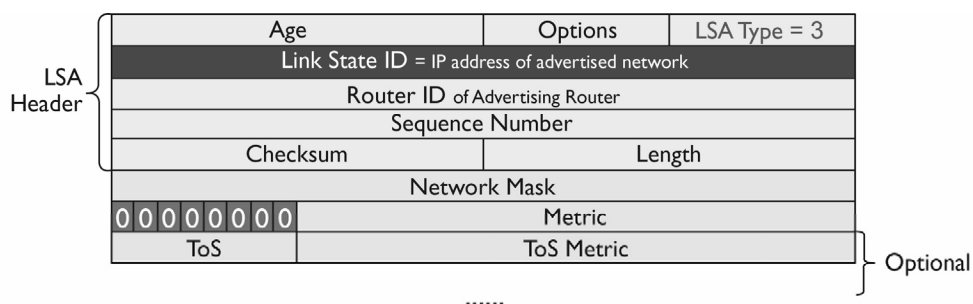 Age Options LSA Type = 3
Link State ID = IP address of advertised network
LSA
Header
Router ID of Advertising Router
Sequence Number
Checksum Length
Network Mask
0 0 0 0 0 0 0 0 Metric
ToS ToS Metric
Optional
......